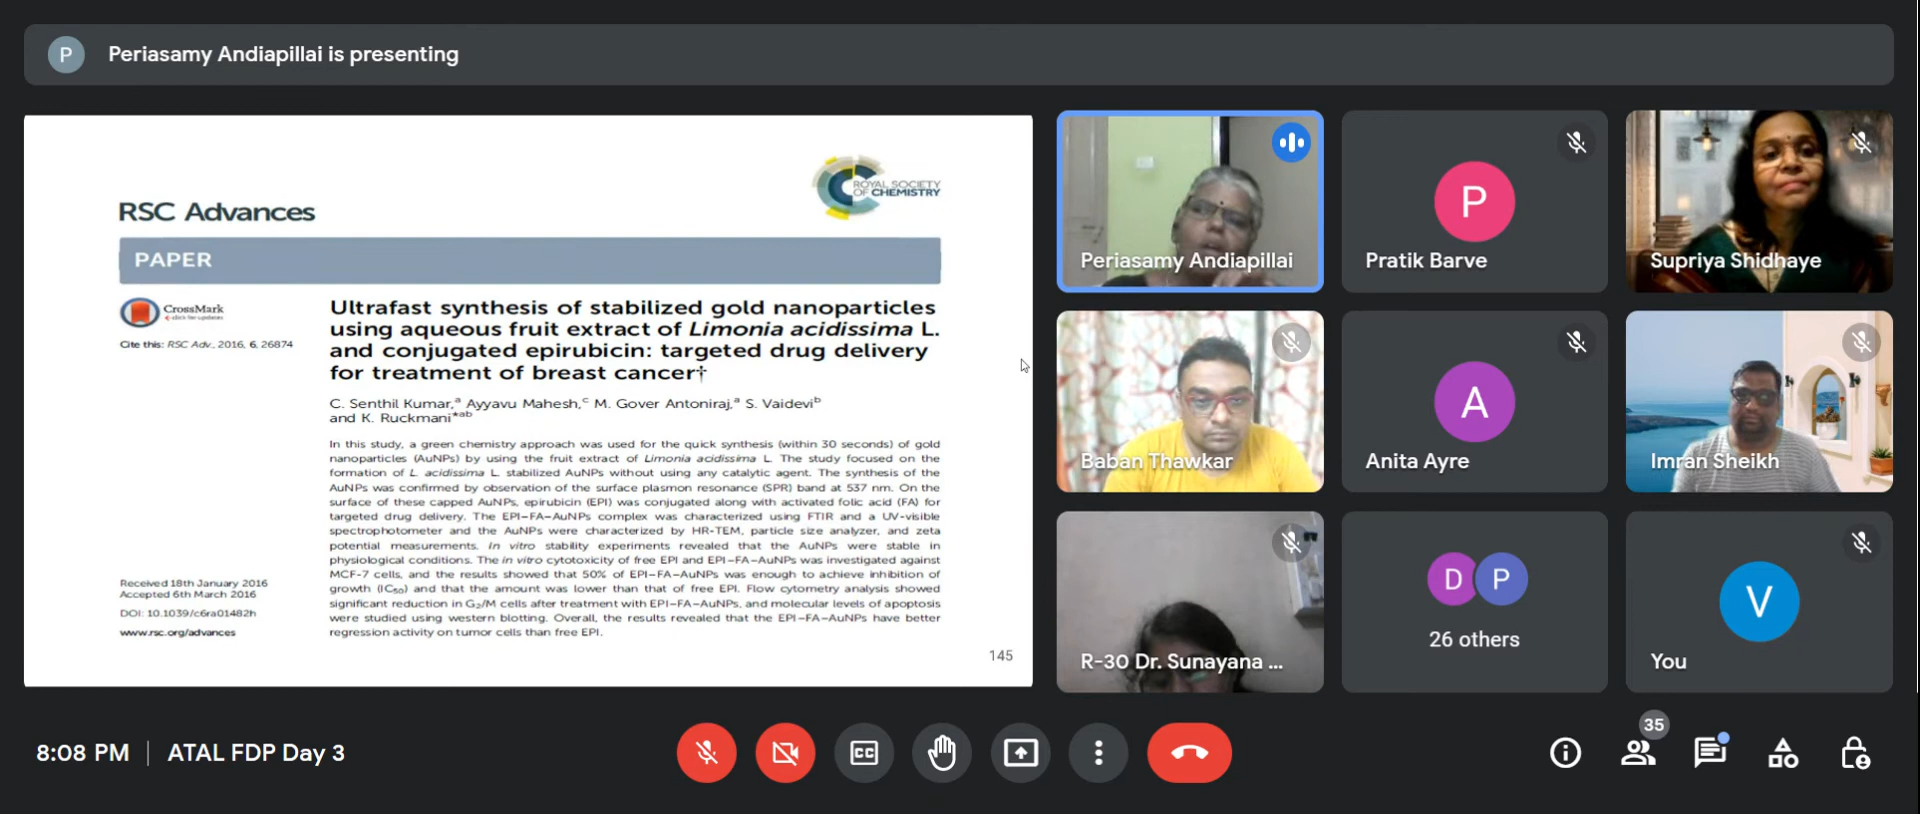 P
Periasamy Andiapillai is presenting
ROYAL SOCIETY
OF CHEMISTRY
RSC Advances
PAPER
CrossMark
click for updates
Cite this: RSC Adv., 2016, 6, 26874
Ultrafast synthesis of stabilized gold nanoparticles
using aqueous fruit extract of Limonia acidissima L.
and conjugated epirubicin: targeted drug delivery
for treatment of breast cancer†
C. Senthil Kumar,ᵃ Ayyavu Mahesh,ᶜ M. Gover Antoniraj,ᵃ S. Vaideviᵇ
and K. Ruckmani*ᵃᵇ
In this study, a green chemistry approach was used for the quick synthesis (within 30 seconds) of gold
nanoparticles (AuNPs) by using the fruit extract of Limonia acidissima L. The study focused on the
formation of L. acidissima L. stabilized AuNPs without using any catalytic agent. The synthesis of the
AuNPs was confirmed by observation of the surface plasmon resonance (SPR) band at 537 nm. On the
surface of these capped AuNPs, epirubicin (EPI) was conjugated along with activated folic acid (FA) for
targeted drug delivery. The EPI–FA–AuNPs complex was characterized using FTIR and a UV-visible
spectrophotometer and the AuNPs were characterized by HR-TEM, particle size analyzer, and zeta
potential measurements. In vitro stability experiments revealed that the AuNPs were stable in
physiological conditions. The in vitro cytotoxicity of free EPI and EPI–FA–AuNPs was investigated against
MCF-7 cells, and the results showed that 50% of EPI–FA–AuNPs was enough to achieve inhibition of
growth (IC₅₀) and that the amount was lower than that of free EPI. Flow cytometry analysis showed
significant reduction in G₂/M cells after treatment with EPI–FA–AuNPs, and molecular levels of apoptosis
were studied using western blotting. Overall, the results revealed that the EPI–FA–AuNPs have better
regression activity on tumor cells than free EPI.
Received 18th January 2016
Accepted 6th March 2016
DOI: 10.1039/c6ra01482h
www.rsc.org/advances
145
Periasamy Andiapillai
P
Pratik Barve
Supriya Shidhaye
Baban Thawkar
A
Anita Ayre
Imran Sheikh
R-30 Dr. Sunayana ...
D P
26 others
V
You
8:08 PM | ATAL FDP Day 3
CC
35